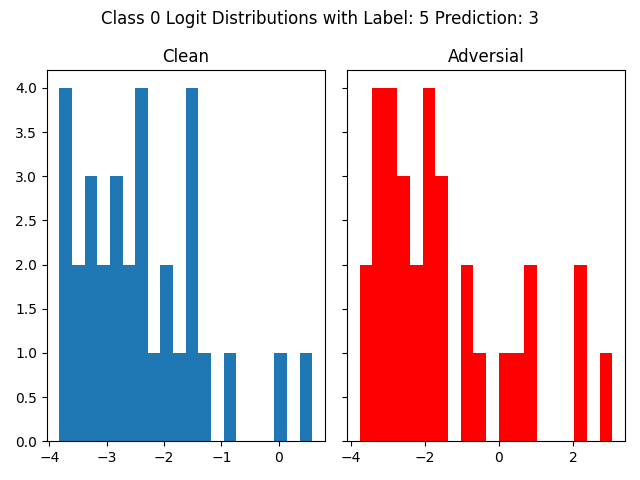 Class 0 Logit Distributions with Label: 5 Prediction: 3
Clean
Adversial
4.0
3.5
3.0
2.5
2.0
1.5
1.0
0.5
0.0
−4 −3 −2 −1 0
−4 −2 0 2